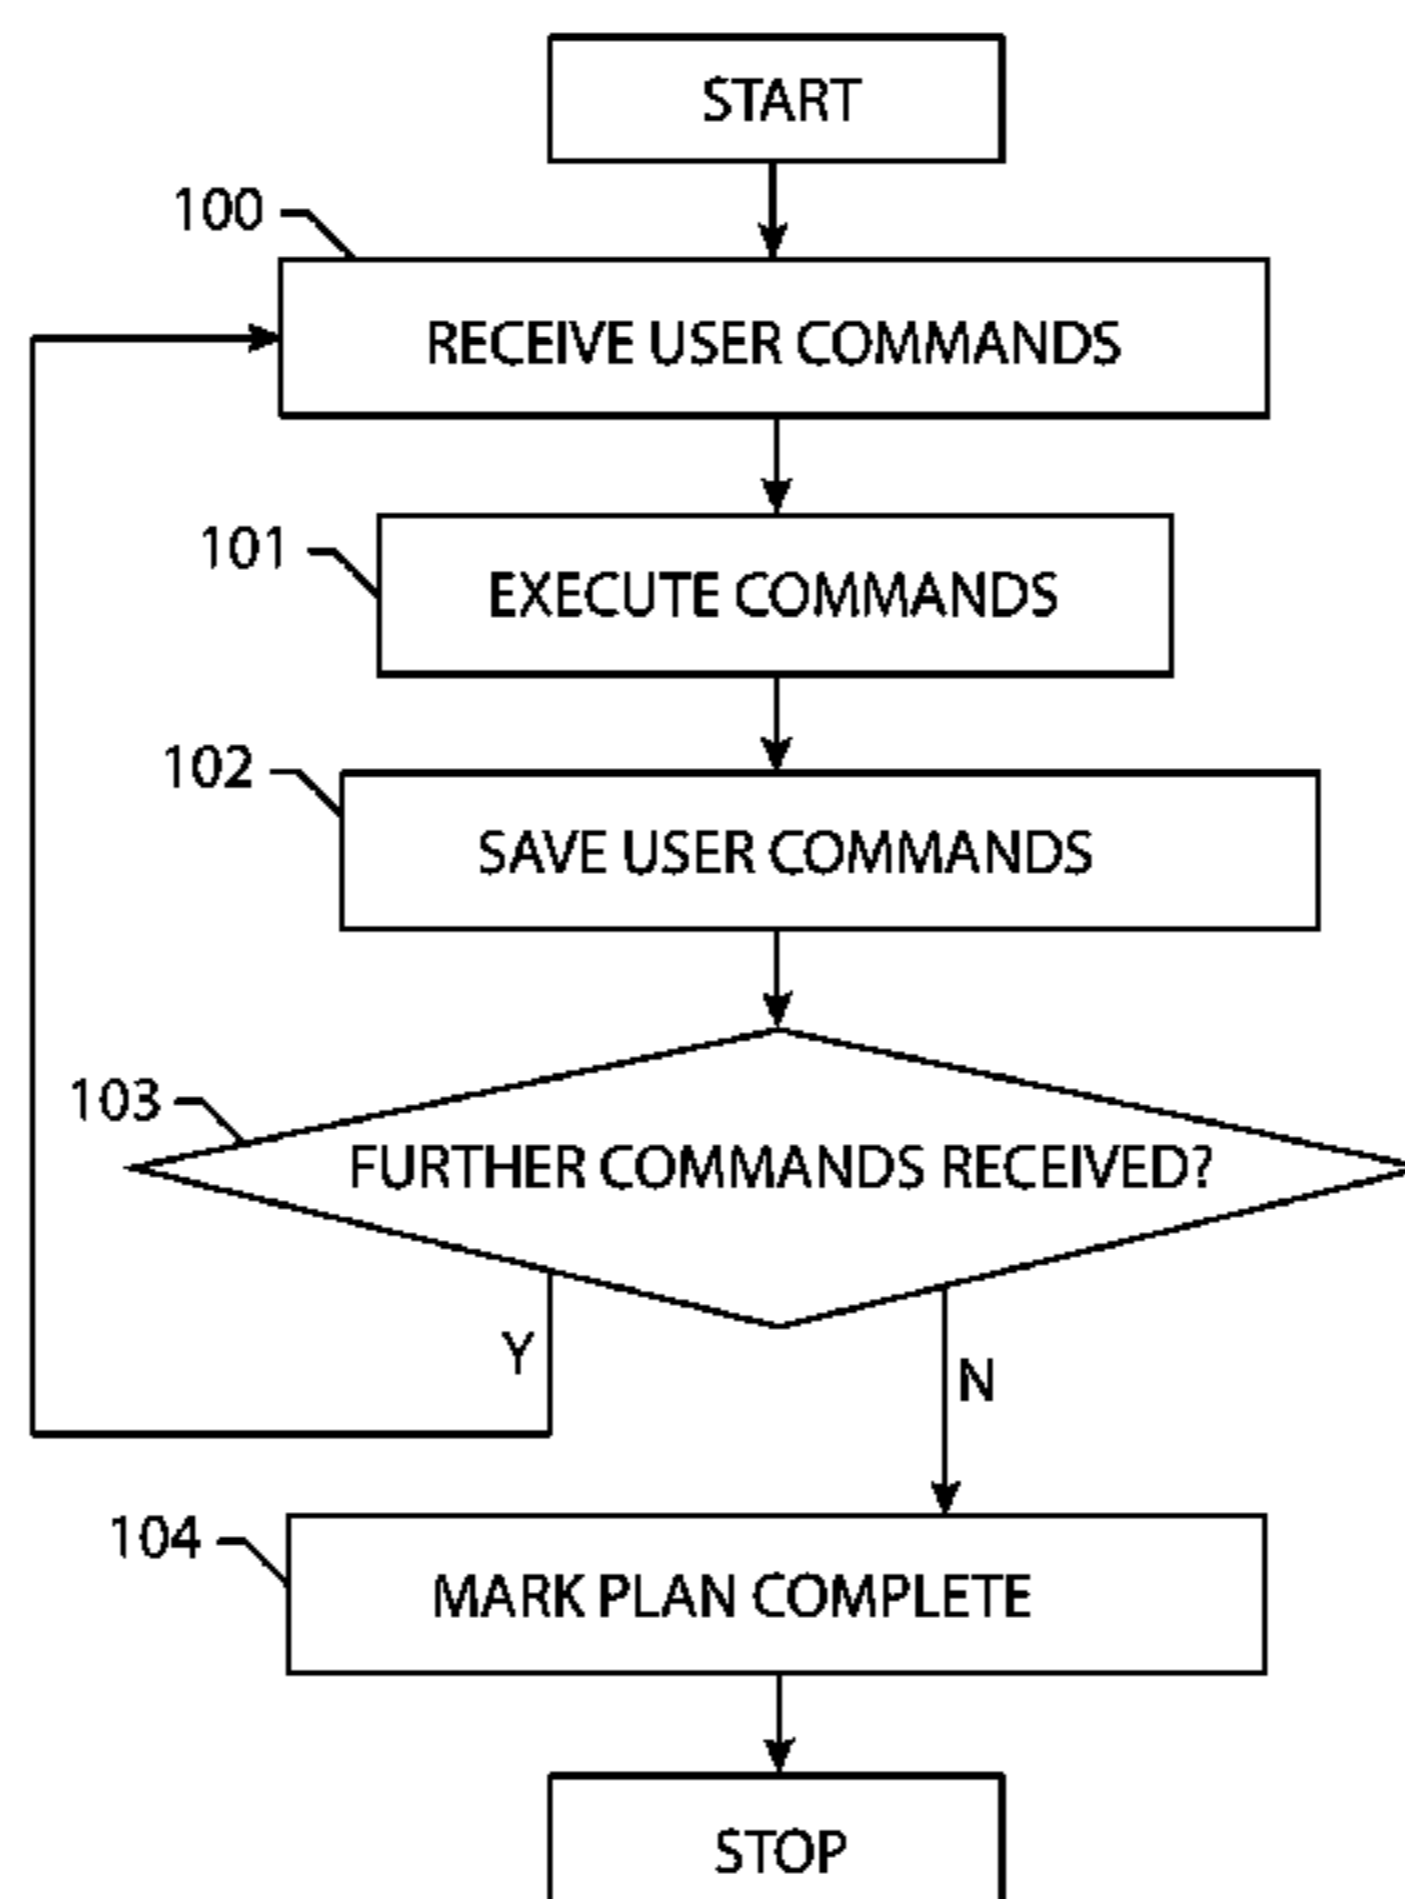 START
100
RECEIVE USER COMMANDS
101
EXECUTE COMMANDS
102
SAVE USER COMMANDS
103
FURTHER COMMANDS RECEIVED?
Y
N
104
MARK PLAN COMPLETE
STOP